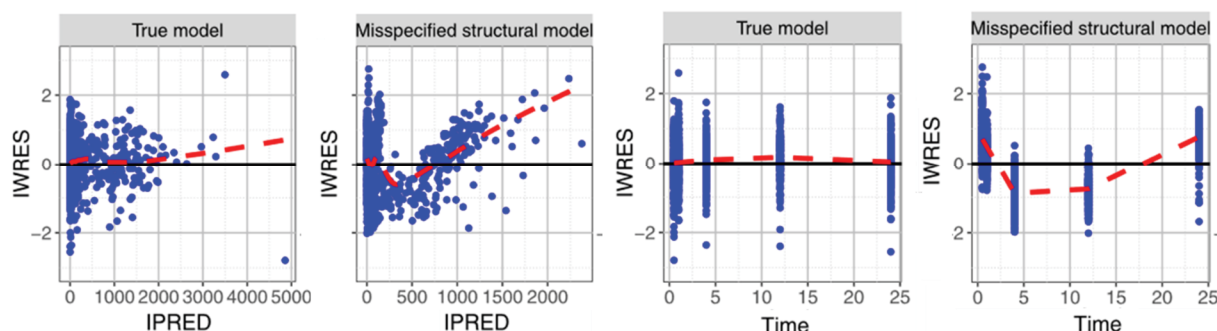 True model
Misspecified structural model
True model
Misspecified structural model
IWRES
2
0
−2
0 1000 2000 3000 4000 5000
IPRED
IWRES
2
0
−2
0 500 1000 1500 2000
IPRED
IWRES
2
0
−2
0 5 10 15 20 25
Time
IWRES
2
0
2
0 5 10 15 20 25
Time